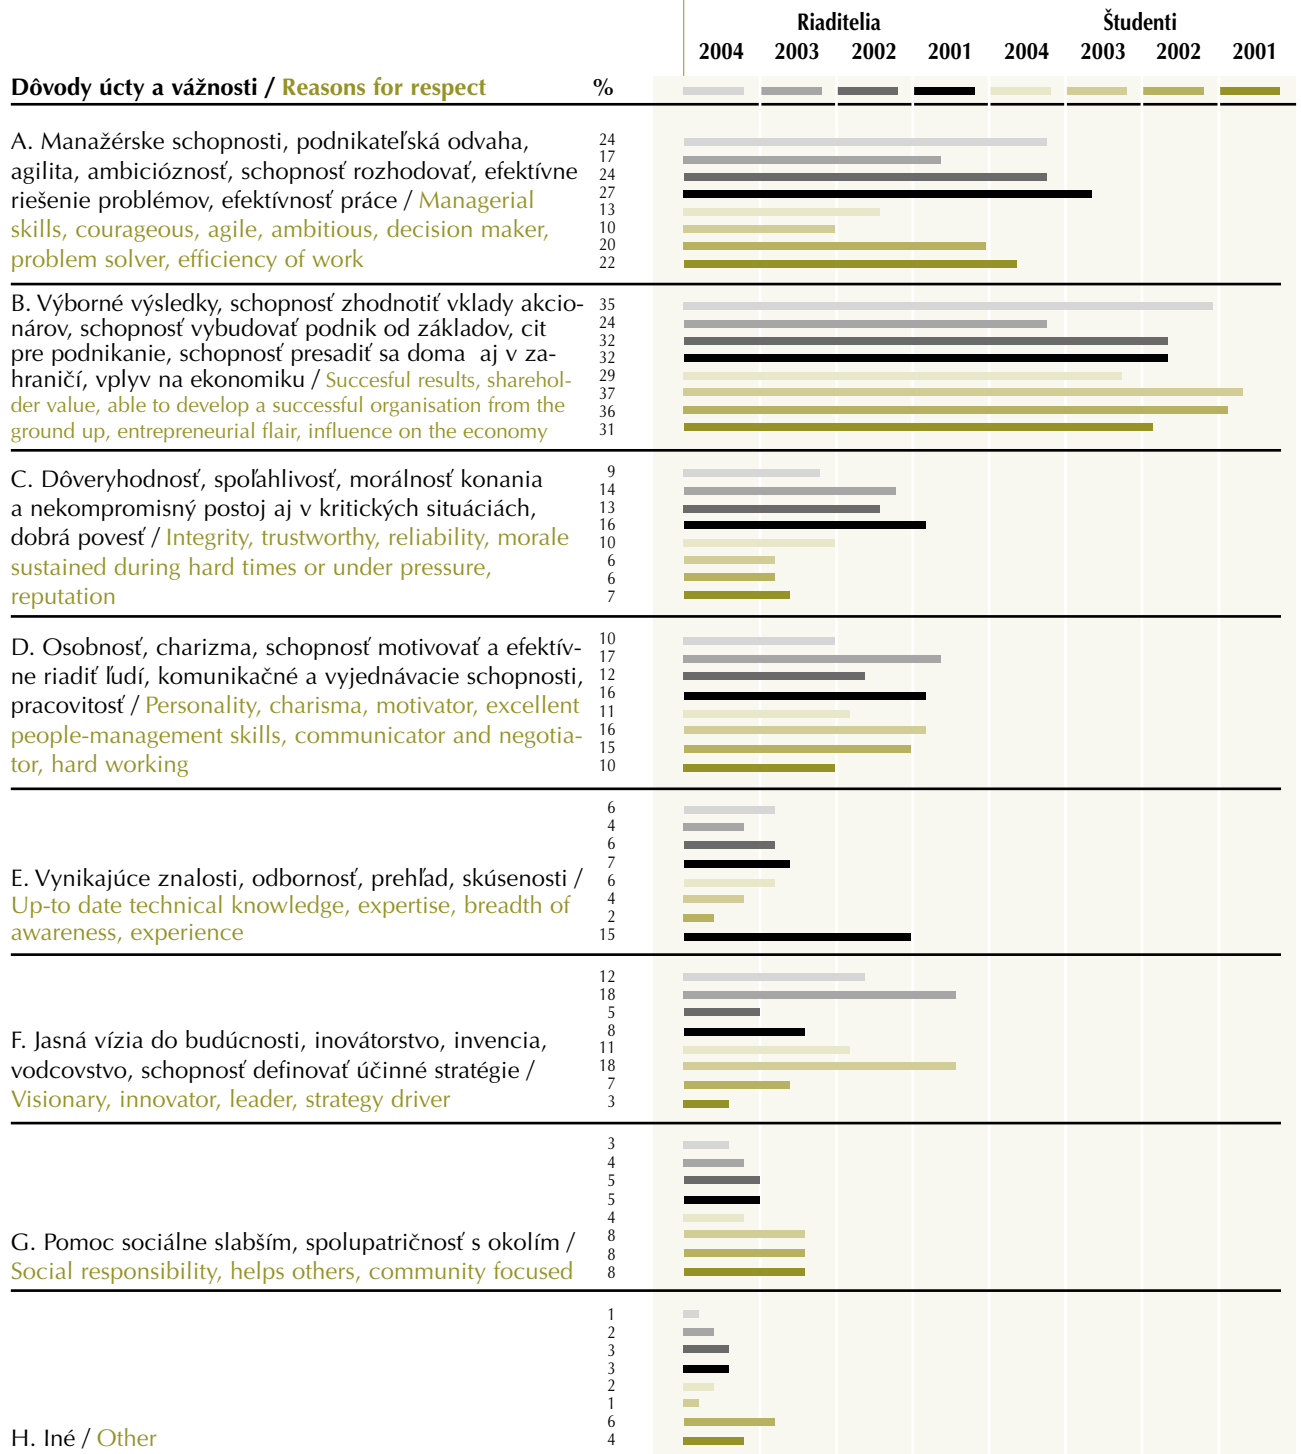 Riaditelia Študenti
2004 2003 2002 2001 2004 2003 2002 2001
Dôvody úcty a vážnosti / Reasons for respect %
A. Manažérske schopnosti, podnikateľská odvaha,
agilita, ambicióznosť, schopnosť rozhodovať, efektívne
riešenie problémov, efektívnosť práce / Managerial
skills, courageous, agile, ambitious, decision maker,
problem solver, efficiency of work
24
17
24
27
13
10
20
22
B. Výborné výsledky, schopnosť zhodnotiť vklady akcio-
nárov, schopnosť vybudovať podnik od základov, cit
pre podnikanie, schopnosť presadiť sa doma aj v za-
hraničí, vplyv na ekonomiku / Succesful results, sharehol-
der value, able to develop a successful organisation from the
ground up, entrepreneurial flair, influence on the economy
35
24
32
32
29
37
36
31
C. Dôveryhodnosť, spoľahlivosť, morálnosť konania
a nekompromisný postoj aj v kritických situáciách,
dobrá povesť / Integrity, trustworthy, reliability, morale
sustained during hard times or under pressure,
reputation
9
14
13
16
10
6
6
7
D. Osobnosť, charizma, schopnosť motivovať a efektív-
ne riadiť ľudí, komunikačné a vyjednávacie schopnosti,
pracovitosť / Personality, charisma, motivator, excellent
people-management skills, communicator and negotia-
tor, hard working
10
17
12
16
11
16
15
10
E. Vynikajúce znalosti, odbornosť, prehľad, skúsenosti /
Up-to date technical knowledge, expertise, breadth of
awareness, experience
6
4
6
7
6
4
2
15
F. Jasná vízia do budúcnosti, inovátorstvo, invencia,
vodcovstvo, schopnosť definovať účinné stratégie /
Visionary, innovator, leader, strategy driver
12
18
5
8
11
18
7
3
G. Pomoc sociálne slabším, spolupatričnosť s okolím /
Social responsibility, helps others, community focused
3
4
5
5
4
8
8
8
H. Iné / Other
1
2
3
3
2
1
6
4